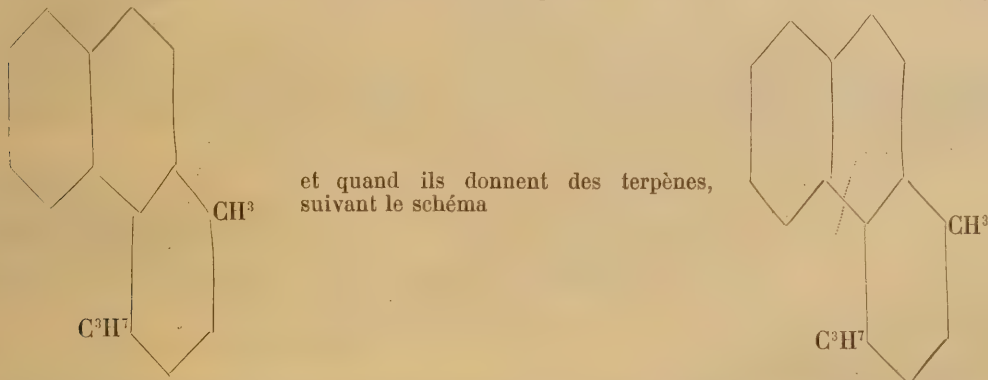 et quand ils donnent des terpènes,
suivant le schéma
CH³
C³H⁷
CH³
C³H⁷